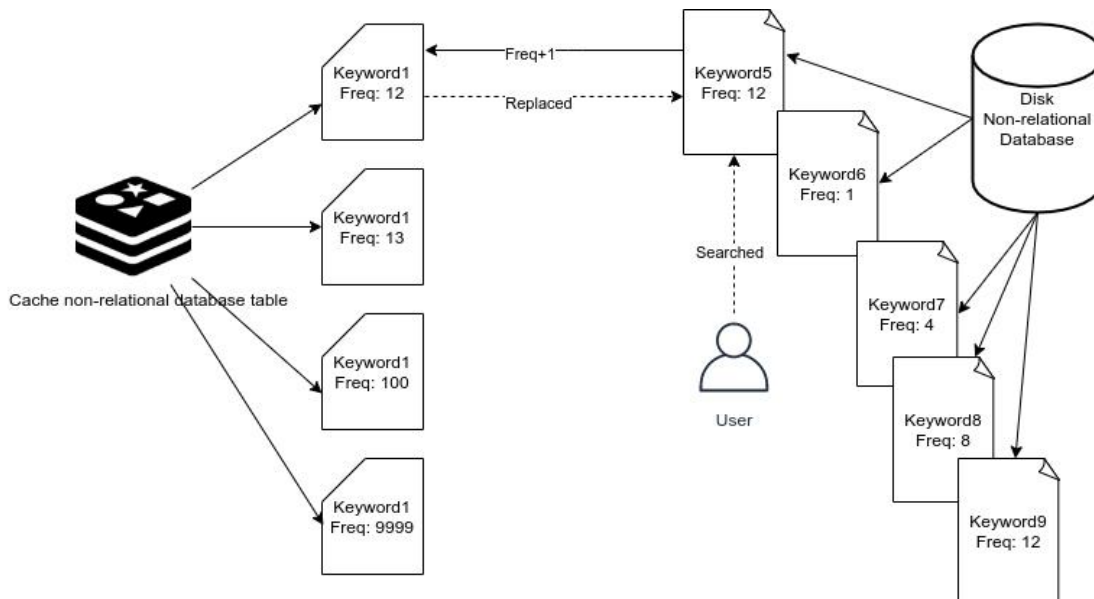 Keyword1
Freq: 12
Freq+1
Replaced
Keyword5
Freq: 12
Disk
Non-relational
Database
Keyword6
Freq: 1
Keyword1
Freq: 13
Searched
Cache non-relational database table
Keyword7
Freq: 4
Keyword1
Freq: 100
User
Keyword8
Freq: 8
Keyword1
Freq: 9999
Keyword9
Freq: 12